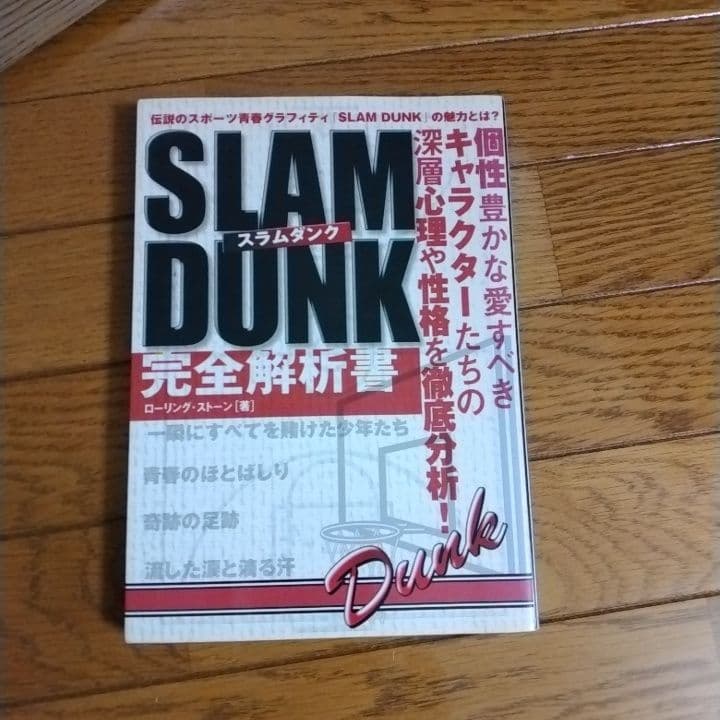 伝説のスポーツ青春グラフィティ「SLAM DUNK」の魅力とは?
SLAM
スラムダンク
DUNK
完全解析書
ローリング・ストーン[著]
個性豊かな愛すべき
キャラクターたちの
深層心理や性格を徹底分析!
一瞬にすべてを賭けた少年たち
青春のほとばしり
奇跡の足跡
流した涙と滴る汗
Dunk